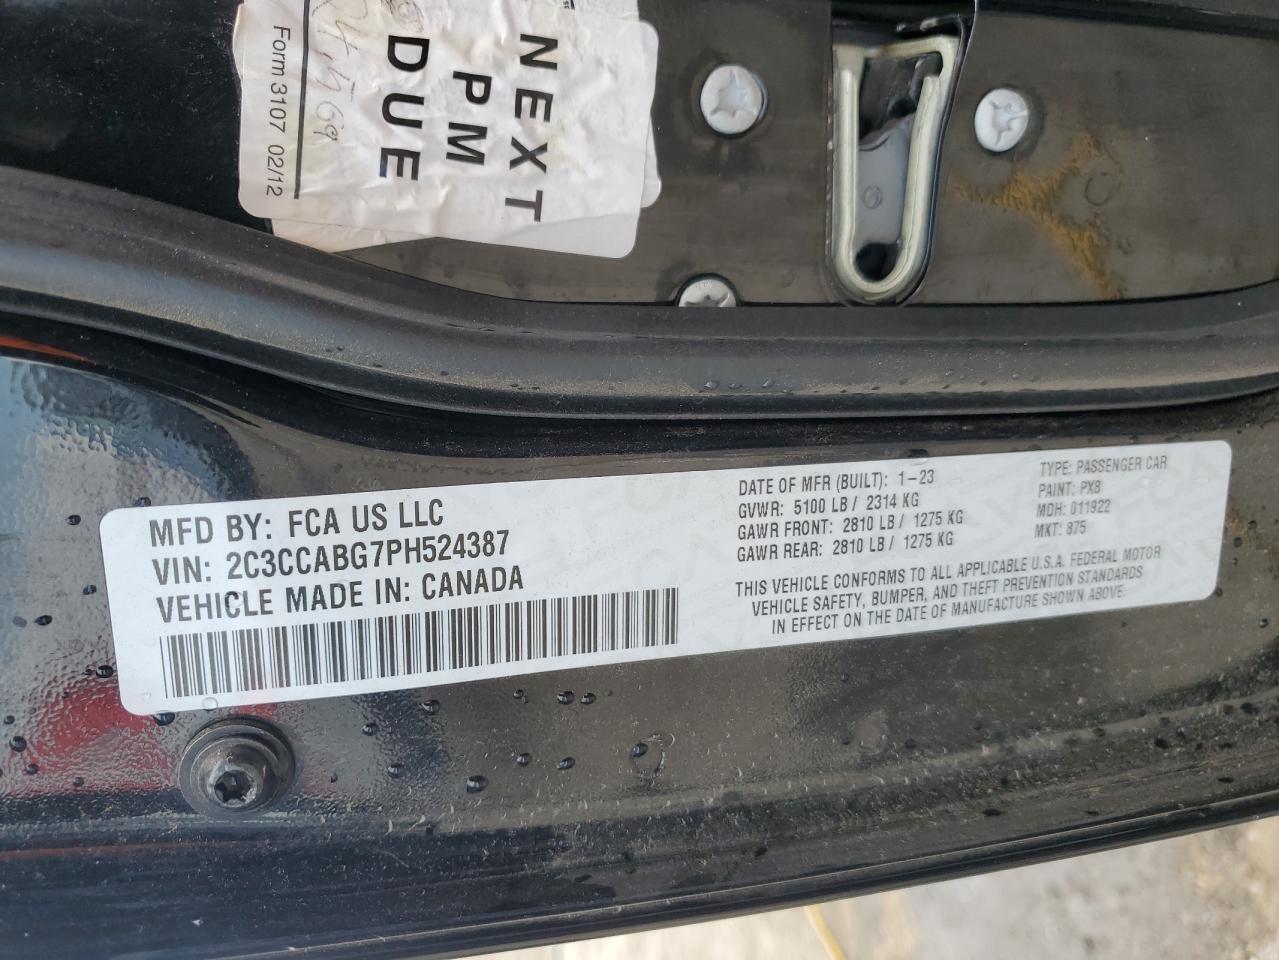 NEXT
PM
DUE
Form 3107 02/12
MFD BY: FCA US LLC
VIN: 2C3CCABG7PH524387
VEHICLE MADE IN: CANADA
DATE OF MFR (BUILT): 1-23
GVWR: 5100 LB / 2314 KG
GAWR FRONT: 2810 LB / 1275 KG
GAWR REAR: 2810 LB / 1275 KG
TYPE: PASSENGER CAR
PAINT: PX8
MDH: 011922
MKT: 875
THIS VEHICLE CONFORMS TO ALL APPLICABLE U.S.A. FEDERAL MOTOR
VEHICLE SAFETY, BUMPER, AND THEFT PREVENTION STANDARDS
IN EFFECT ON THE DATE OF MANUFACTURE SHOWN ABOVE.